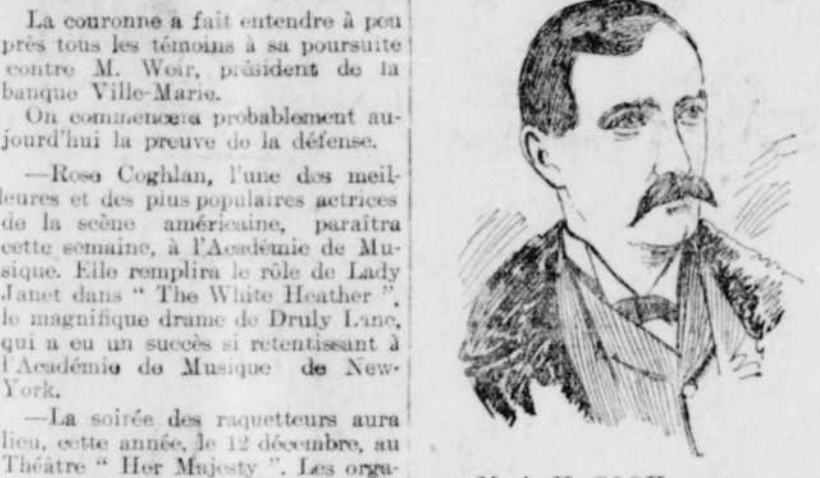 La couronne a fait entendre à peu
près tous les témoins à sa poursuite
contre M. Weir, président de la
banque Ville-Marie.
On commencera probablement au-
jourd'hui la preuve de la défense.
—Rose Coghlan, l'une des meil-
leures et des plus populaires actrices
de la scène américaine, paraîtra
cette semaine, à l'Académie de Mu-
sique. Elle remplira le rôle de Lady
Janet dans " The White Heather ",
le magnifique drame de Druly Lane,
qui a eu un succès si retentissant à
l'Académie de Musique de New-
York.
—La soirée des raquetteurs aura
lieu, cette année, le 12 décembre, au
Théâtre " Her Majesty ". Les orga-